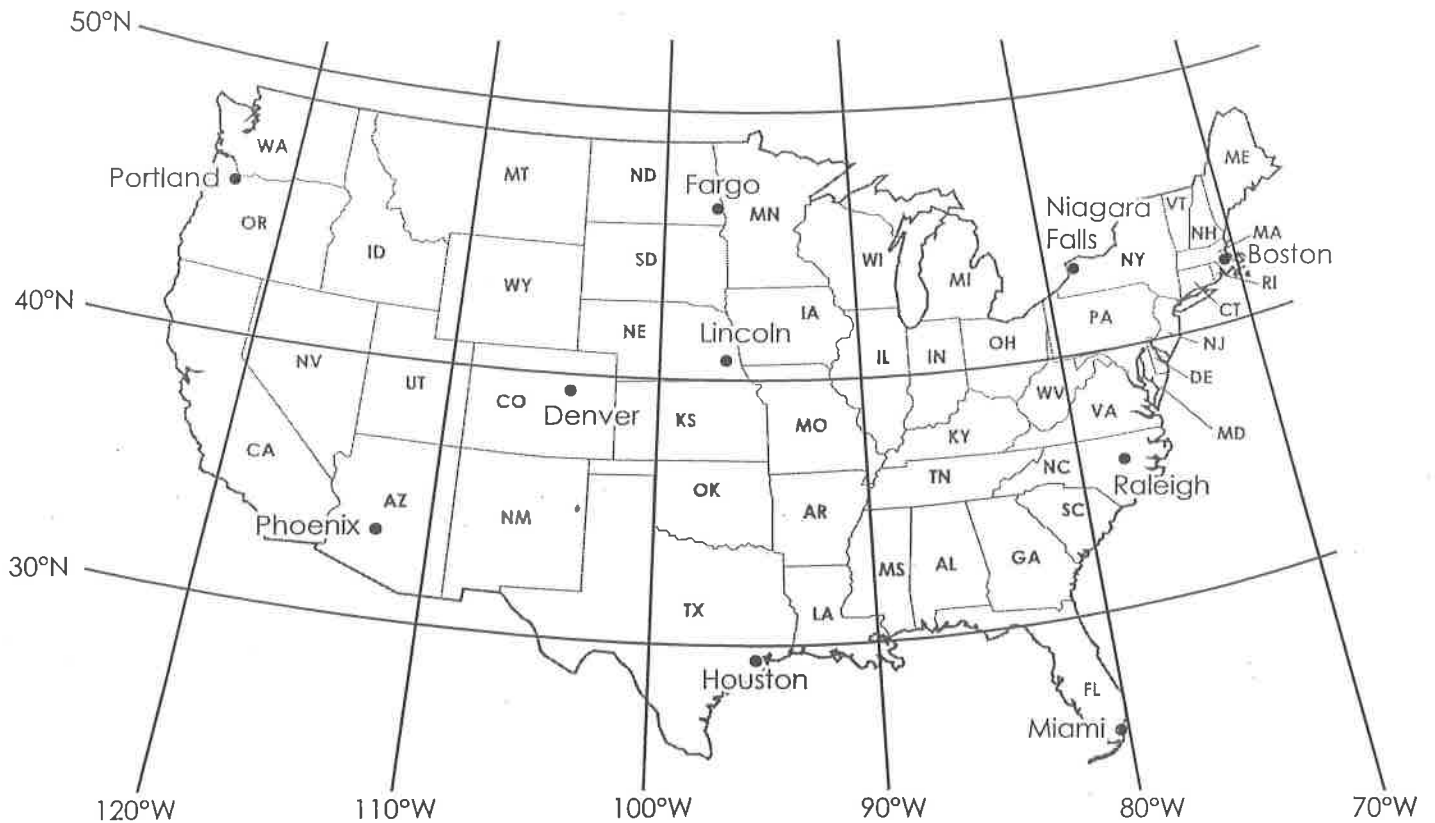 50°N
WA
Portland
OR
MT
ND
Fargo
MN
ID
WY
SD
WI
MI
Niagara
Falls
NY
VT
NH
ME
MA
Boston
RI
CT
40°N
NV
UT
CO
Denver
NE
Lincoln
IA
IL
IN
OH
PA
NJ
DE
MD
WV
VA
KS
MO
KY
CA
AZ
Phoenix
NM
OK
AR
TN
NC
Raleigh
SC
30°N
TX
LA
MS
AL
GA
Houston
FL
Miami
120°W
110°W
100°W
90°W
80°W
70°W